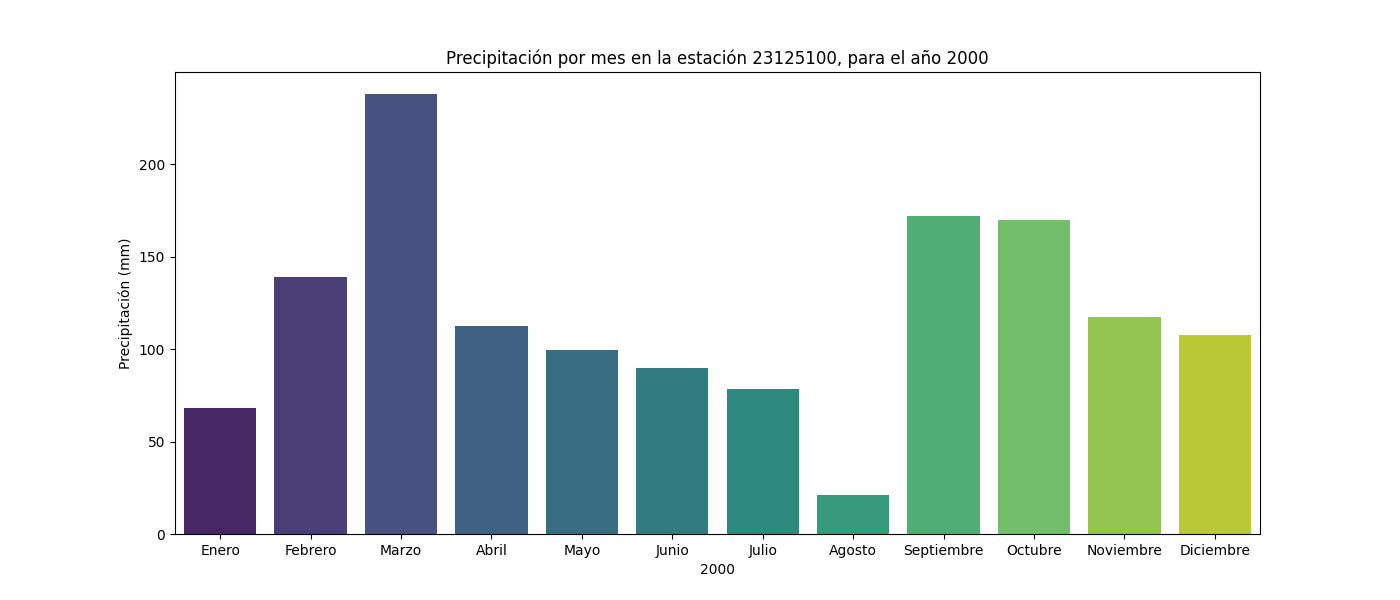 Precipitación por mes en la estación 23125100, para el año 2000
Precipitación (mm)
200
150
100
50
0
Enero Febrero Marzo Abril Mayo Junio Julio Agosto Septiembre Octubre Noviembre Diciembre
2000